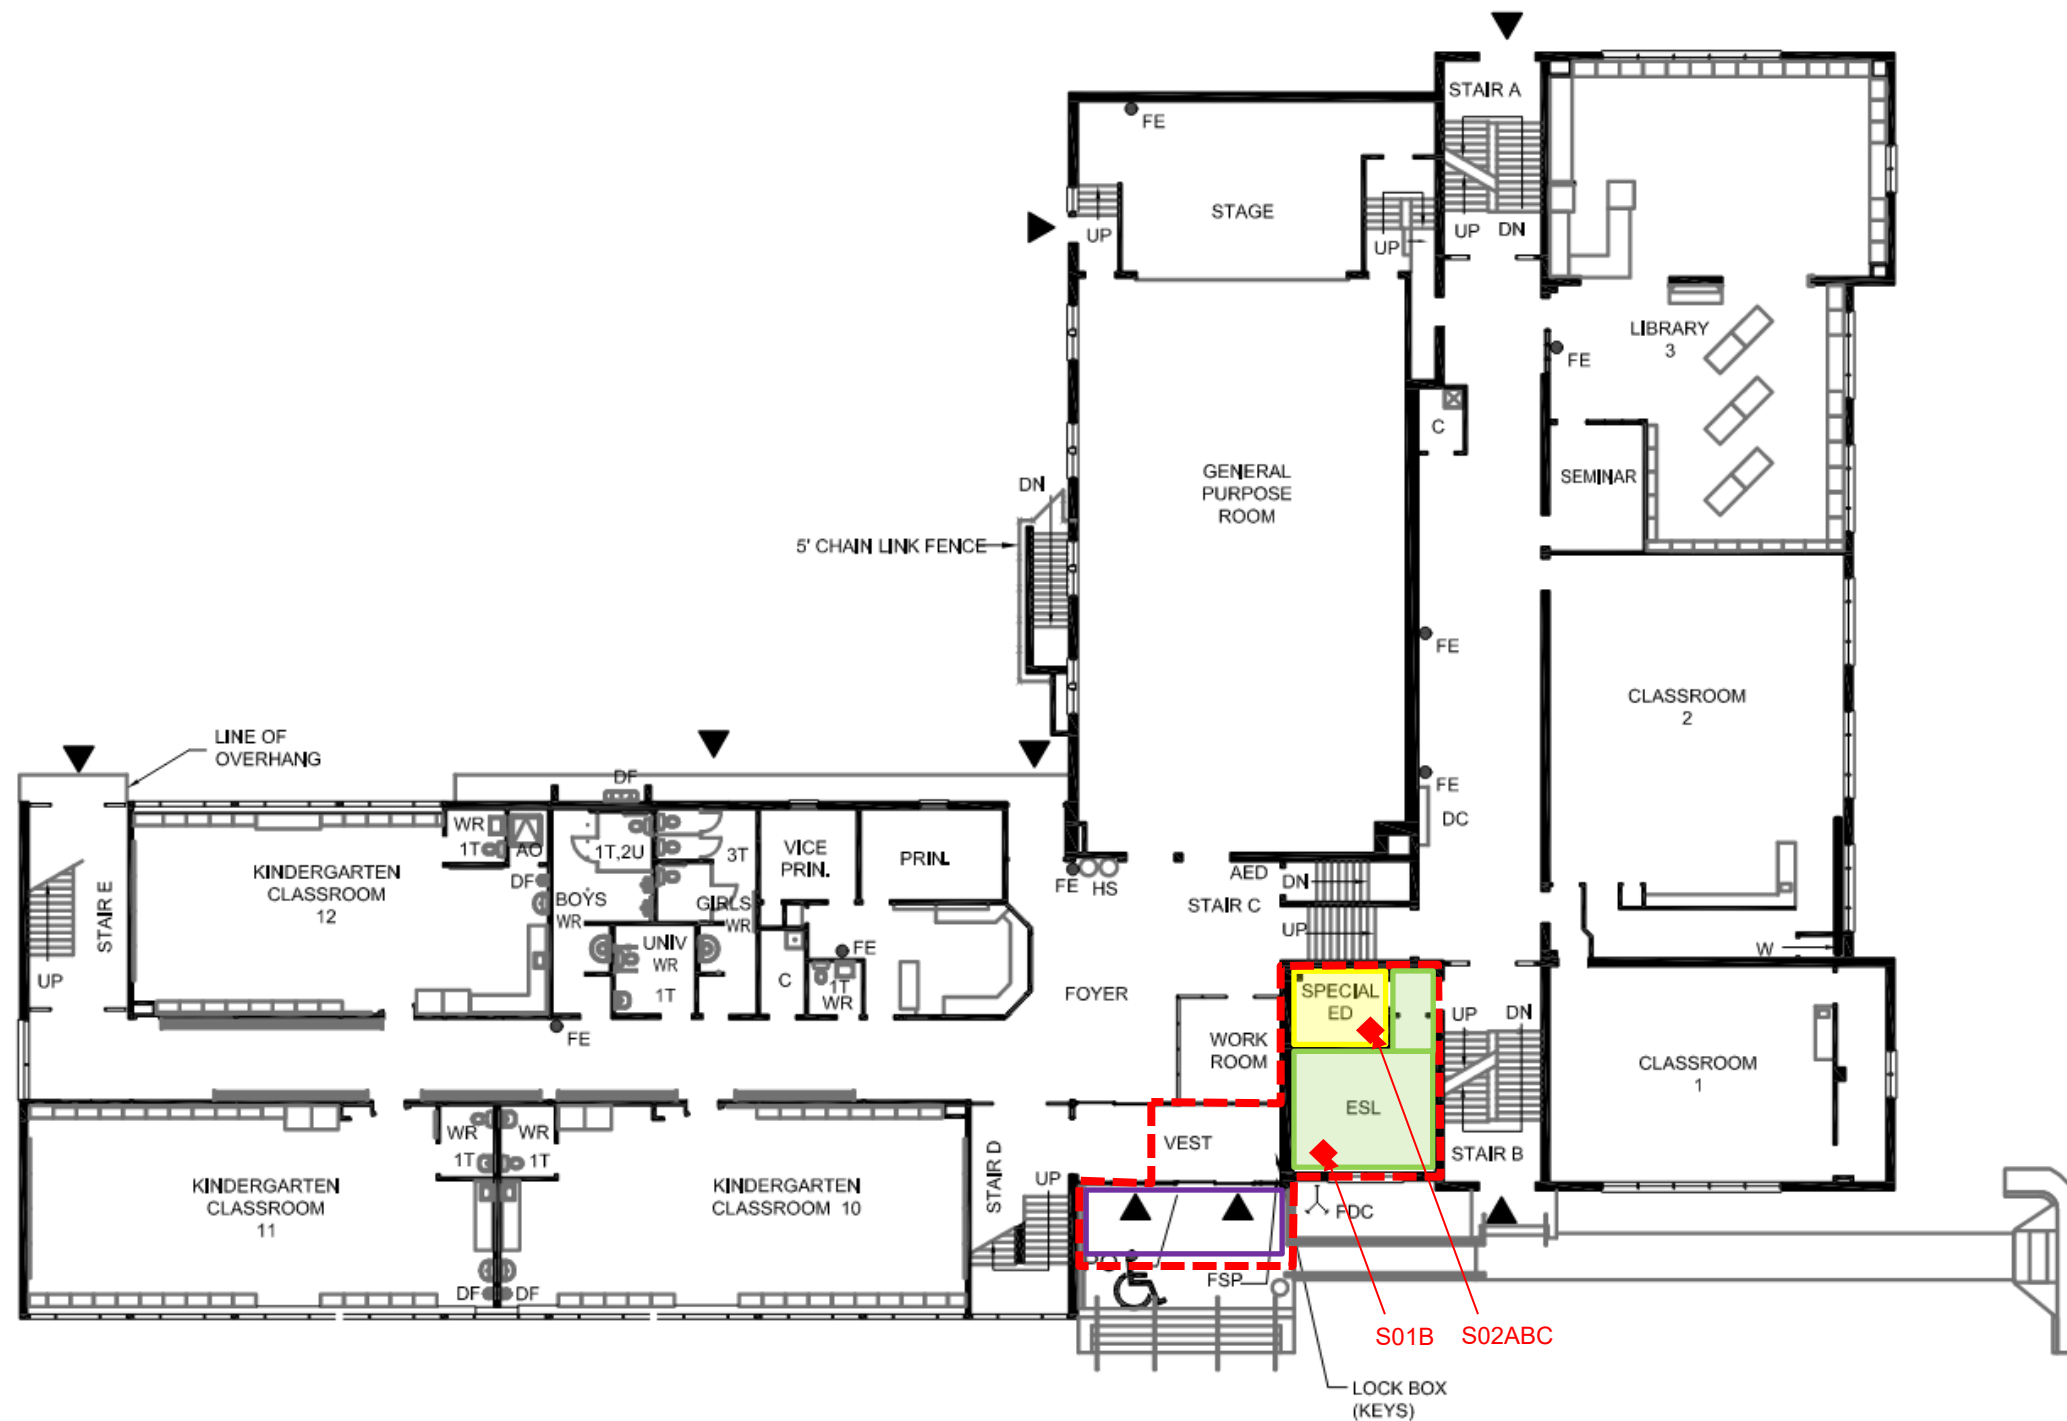 STAIR A
FE
STAGE
UP
UP
UP
DN
LIBRARY
3
FE
C
SEMINAR
GENERAL
PURPOSE
ROOM
DN
5' CHAIN LINK FENCE
FE
CLASSROOM
2
LINE OF
OVERHANG
FE
DC
DF
WR
1T
AO
1T,2U
3T
VICE
PRIN.
PRIN.
KINDERGARTEN
CLASSROOM
12
DF
BOYS
WR
GIRLS
WR
FE
HS
AED
DN
STAIR C
UP
STAIR E
UP
UNIV
WR
1T
C
FE
1T
WR
FOYER
W
SPECIAL
ED
UP
DN
FE
WORK
ROOM
CLASSROOM
1
ESL
WR
1T
WR
1T
VEST
STAIR B
STAIR D
UP
KINDERGARTEN
CLASSROOM
11
KINDERGARTEN
CLASSROOM 10
FDC
DF
DF
FSP
S01B
S02ABC
LOCK BOX
(KEYS)